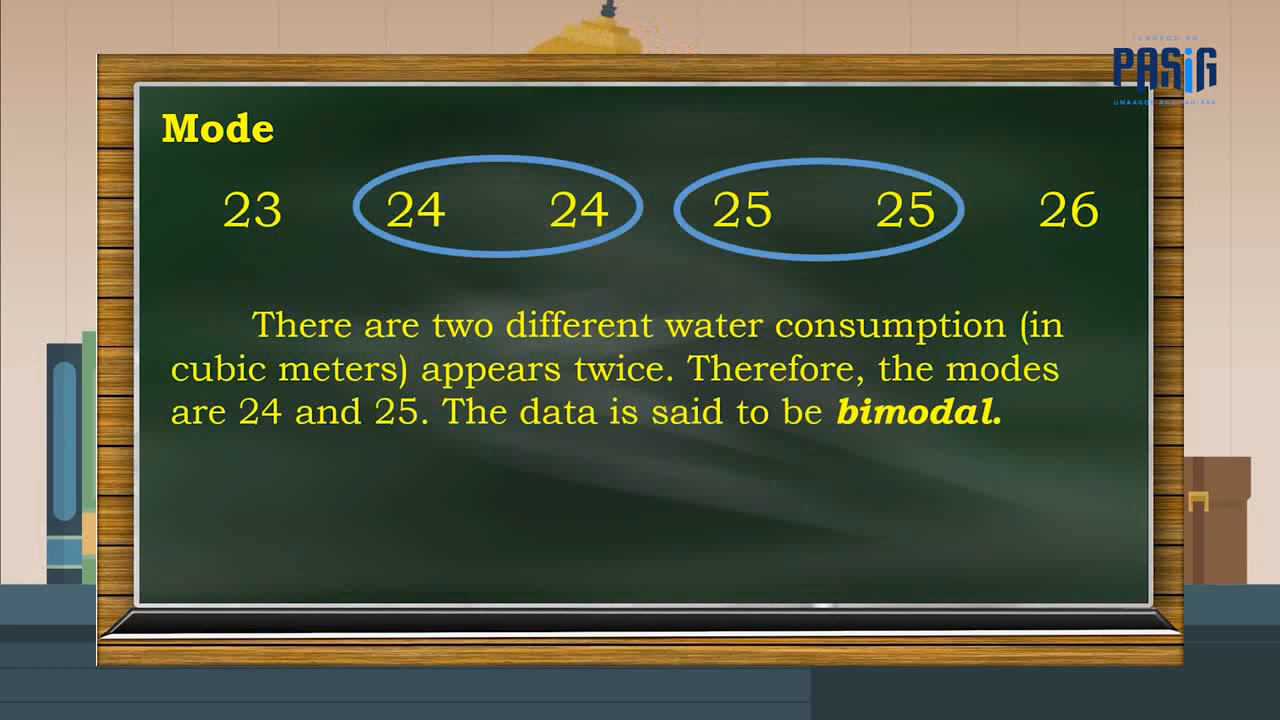 PASiG
Mode
23 24 24 25 25 26
There are two different water consumption (in
cubic meters) appears twice. Therefore, the modes
are 24 and 25. The data is said to be bimodal.